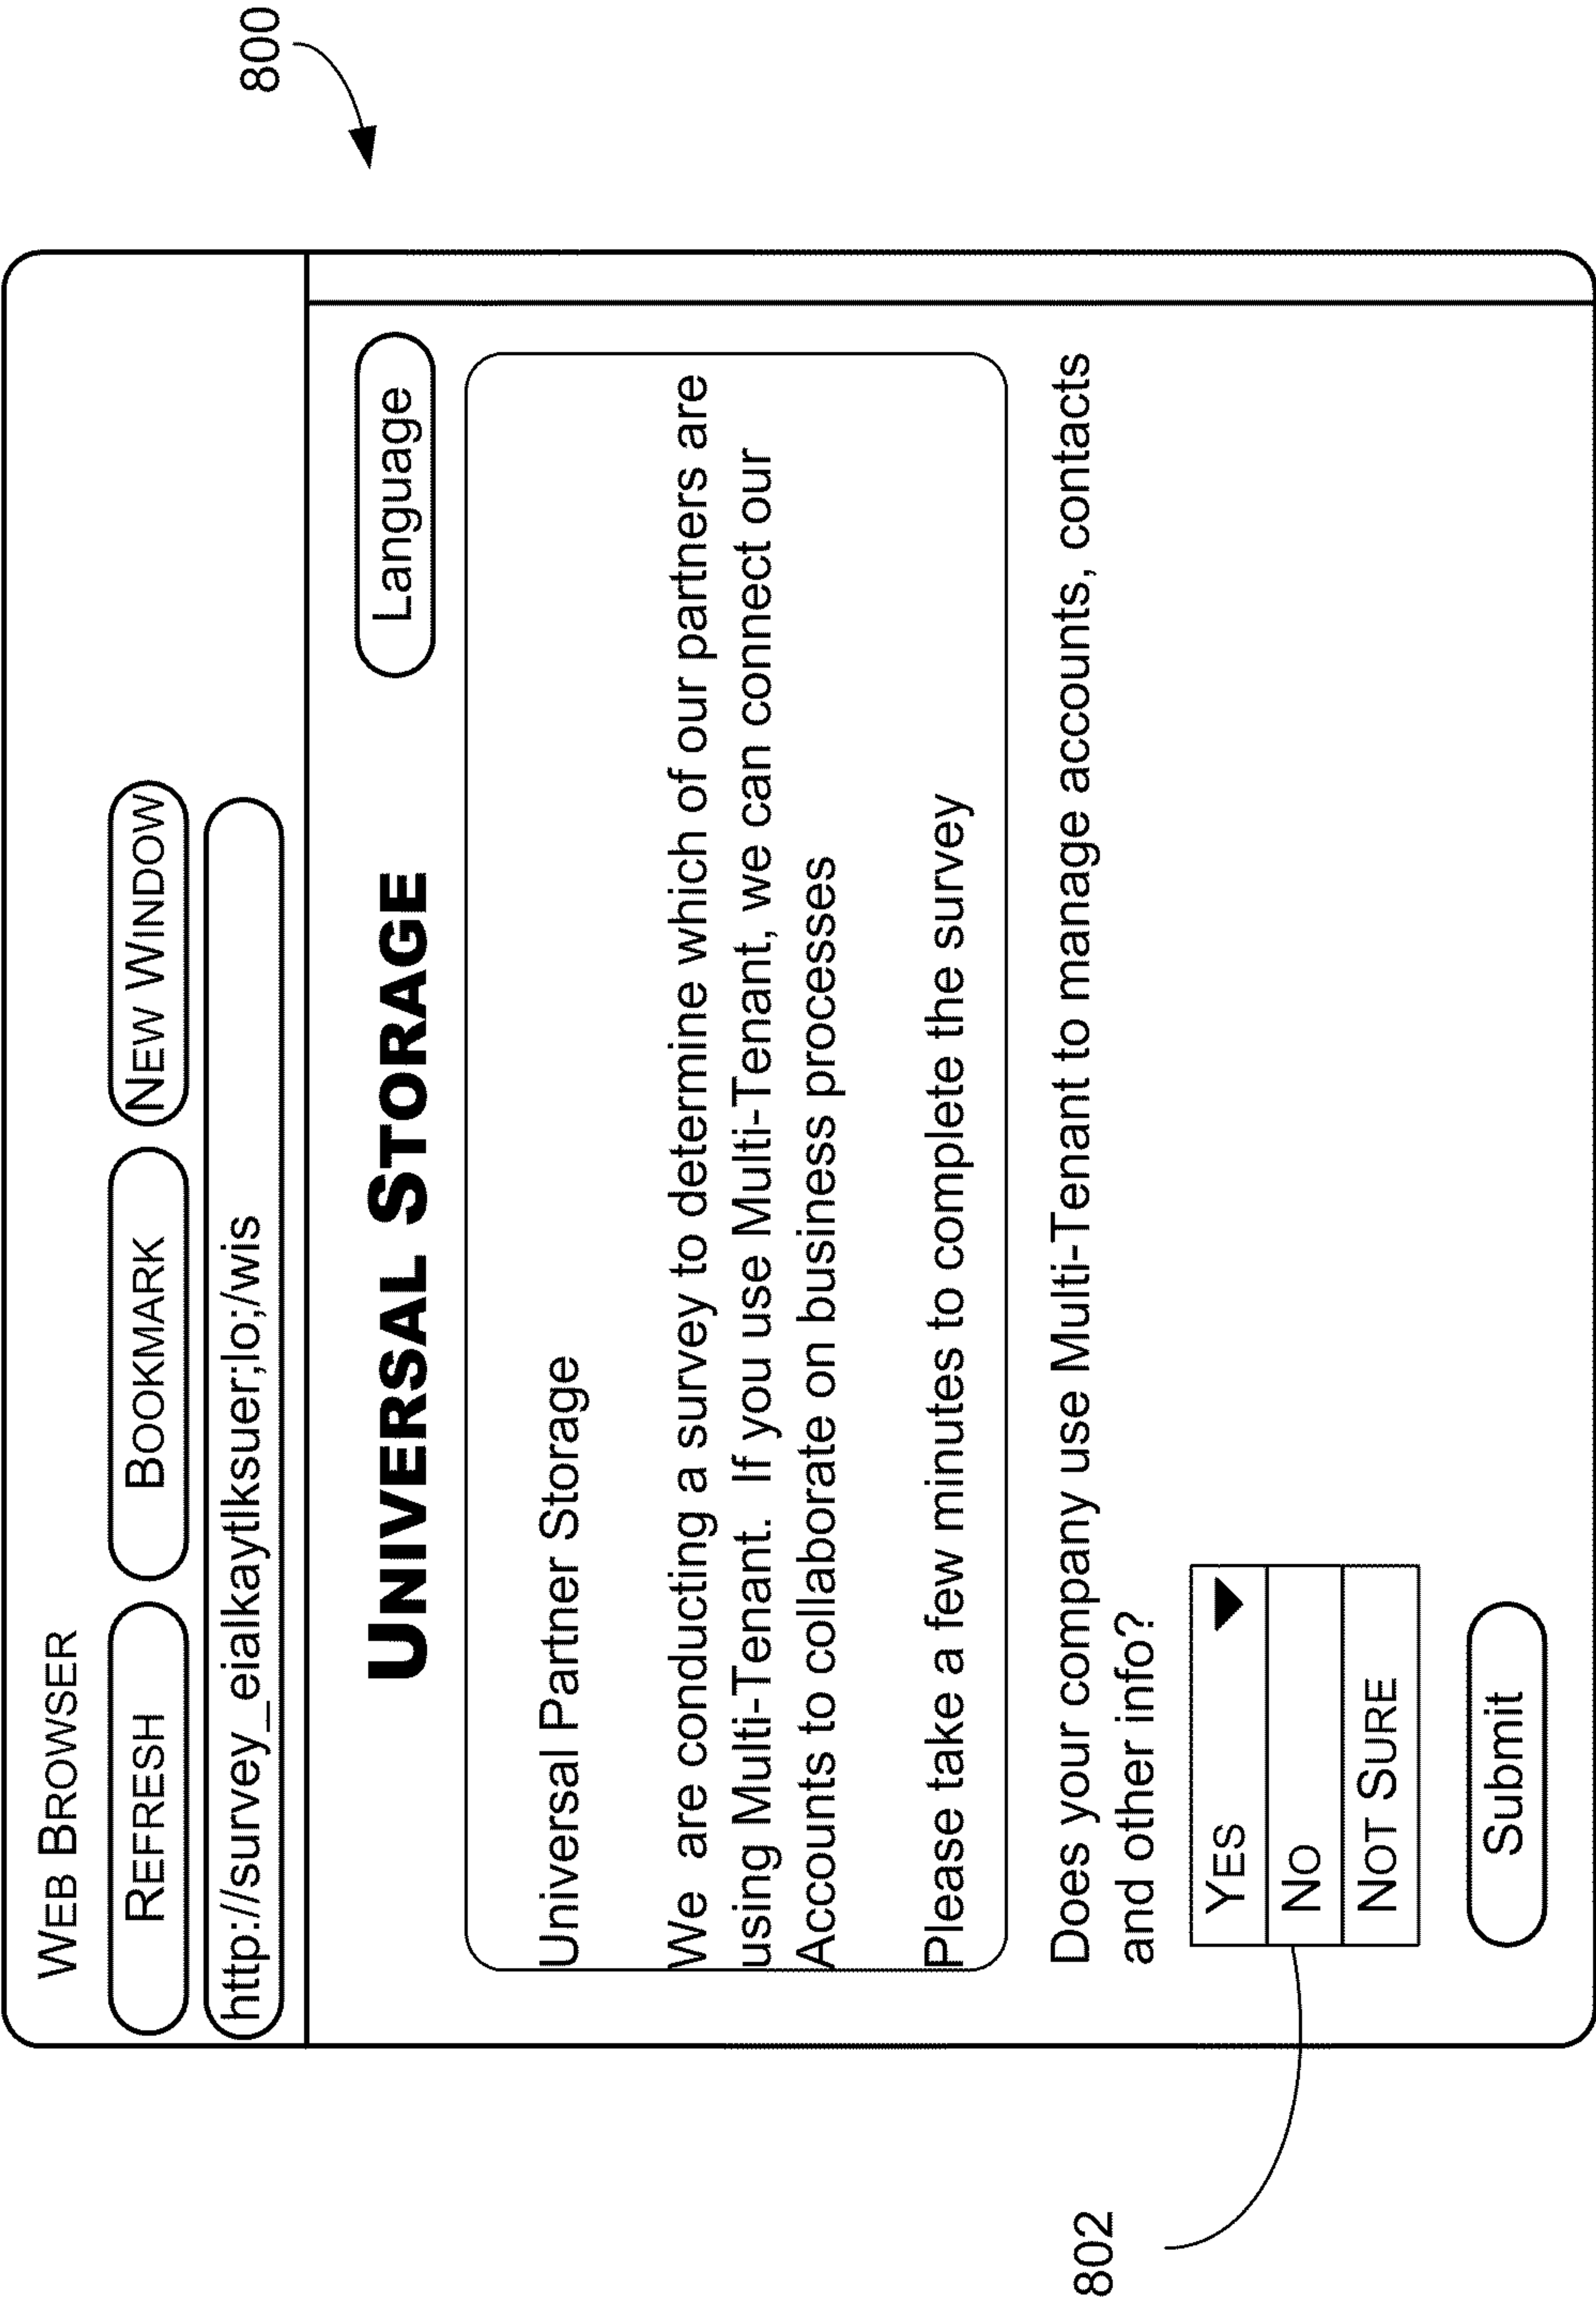 800
WEB BROWSER
REFRESH BOOKMARK NEW WINDOW
http://survey_eialkaytlksuer;lo;/wis
UNIVERSAL STORAGE Language
Universal Partner Storage
We are conducting a survey to determine which of our partners are
using Multi-Tenant. If you use Multi-Tenant, we can connect our
Accounts to collaborate on business processes
Please take a few minutes to complete the survey
Does your company use Multi-Tenant to manage accounts, contacts
and other info?
YES
NO
NOT SURE
Submit
802